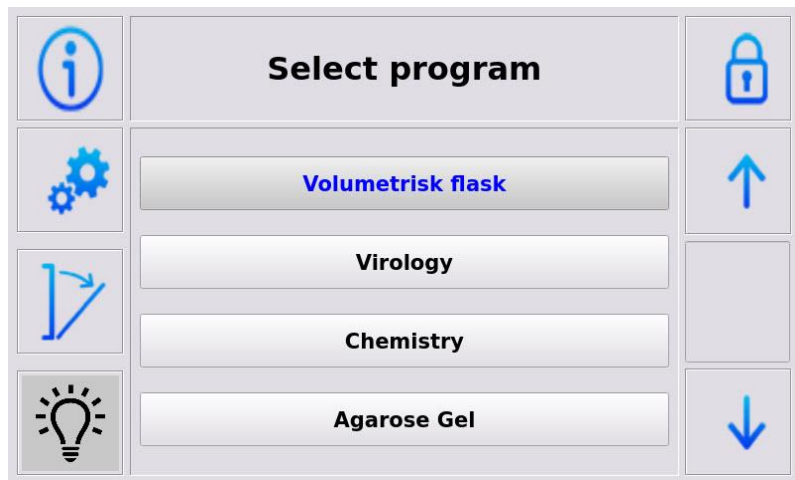 Select program
Volumetrisk flask
Virology
Chemistry
Agarose Gel